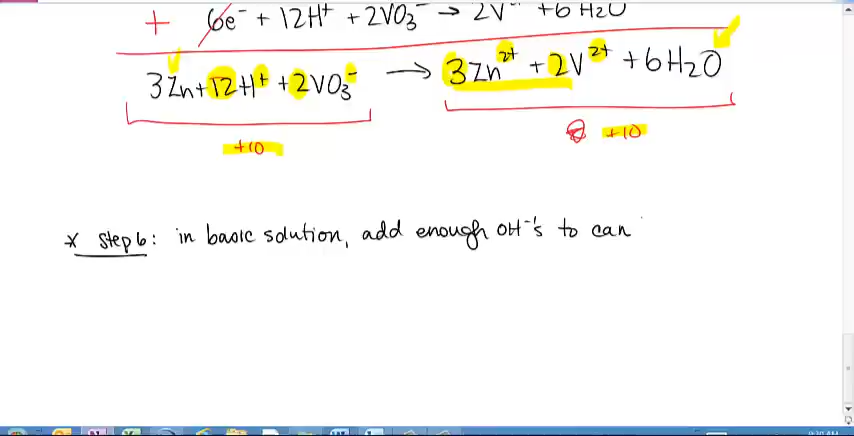 + 6e⁻ + 12H⁺ + 2VO₃⁻ → 2V + 6H₂O
3Zn + 12H⁺ + 2VO₃⁻ → 3Zn²⁺ + 2V²⁺ + 6H₂O
+10 +10
* Step 6: in basic solution, add enough OH⁻'s to can